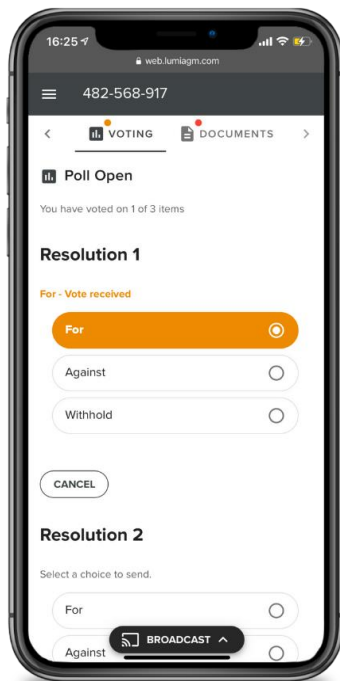 16:25
web.lumiagm.com
482-568-917
VOTING
DOCUMENTS
Poll Open
You have voted on 1 of 3 items
Resolution 1
For - Vote received
For
Against
Withhold
CANCEL
Resolution 2
Select a choice to send.
For
BROADCAST
Against